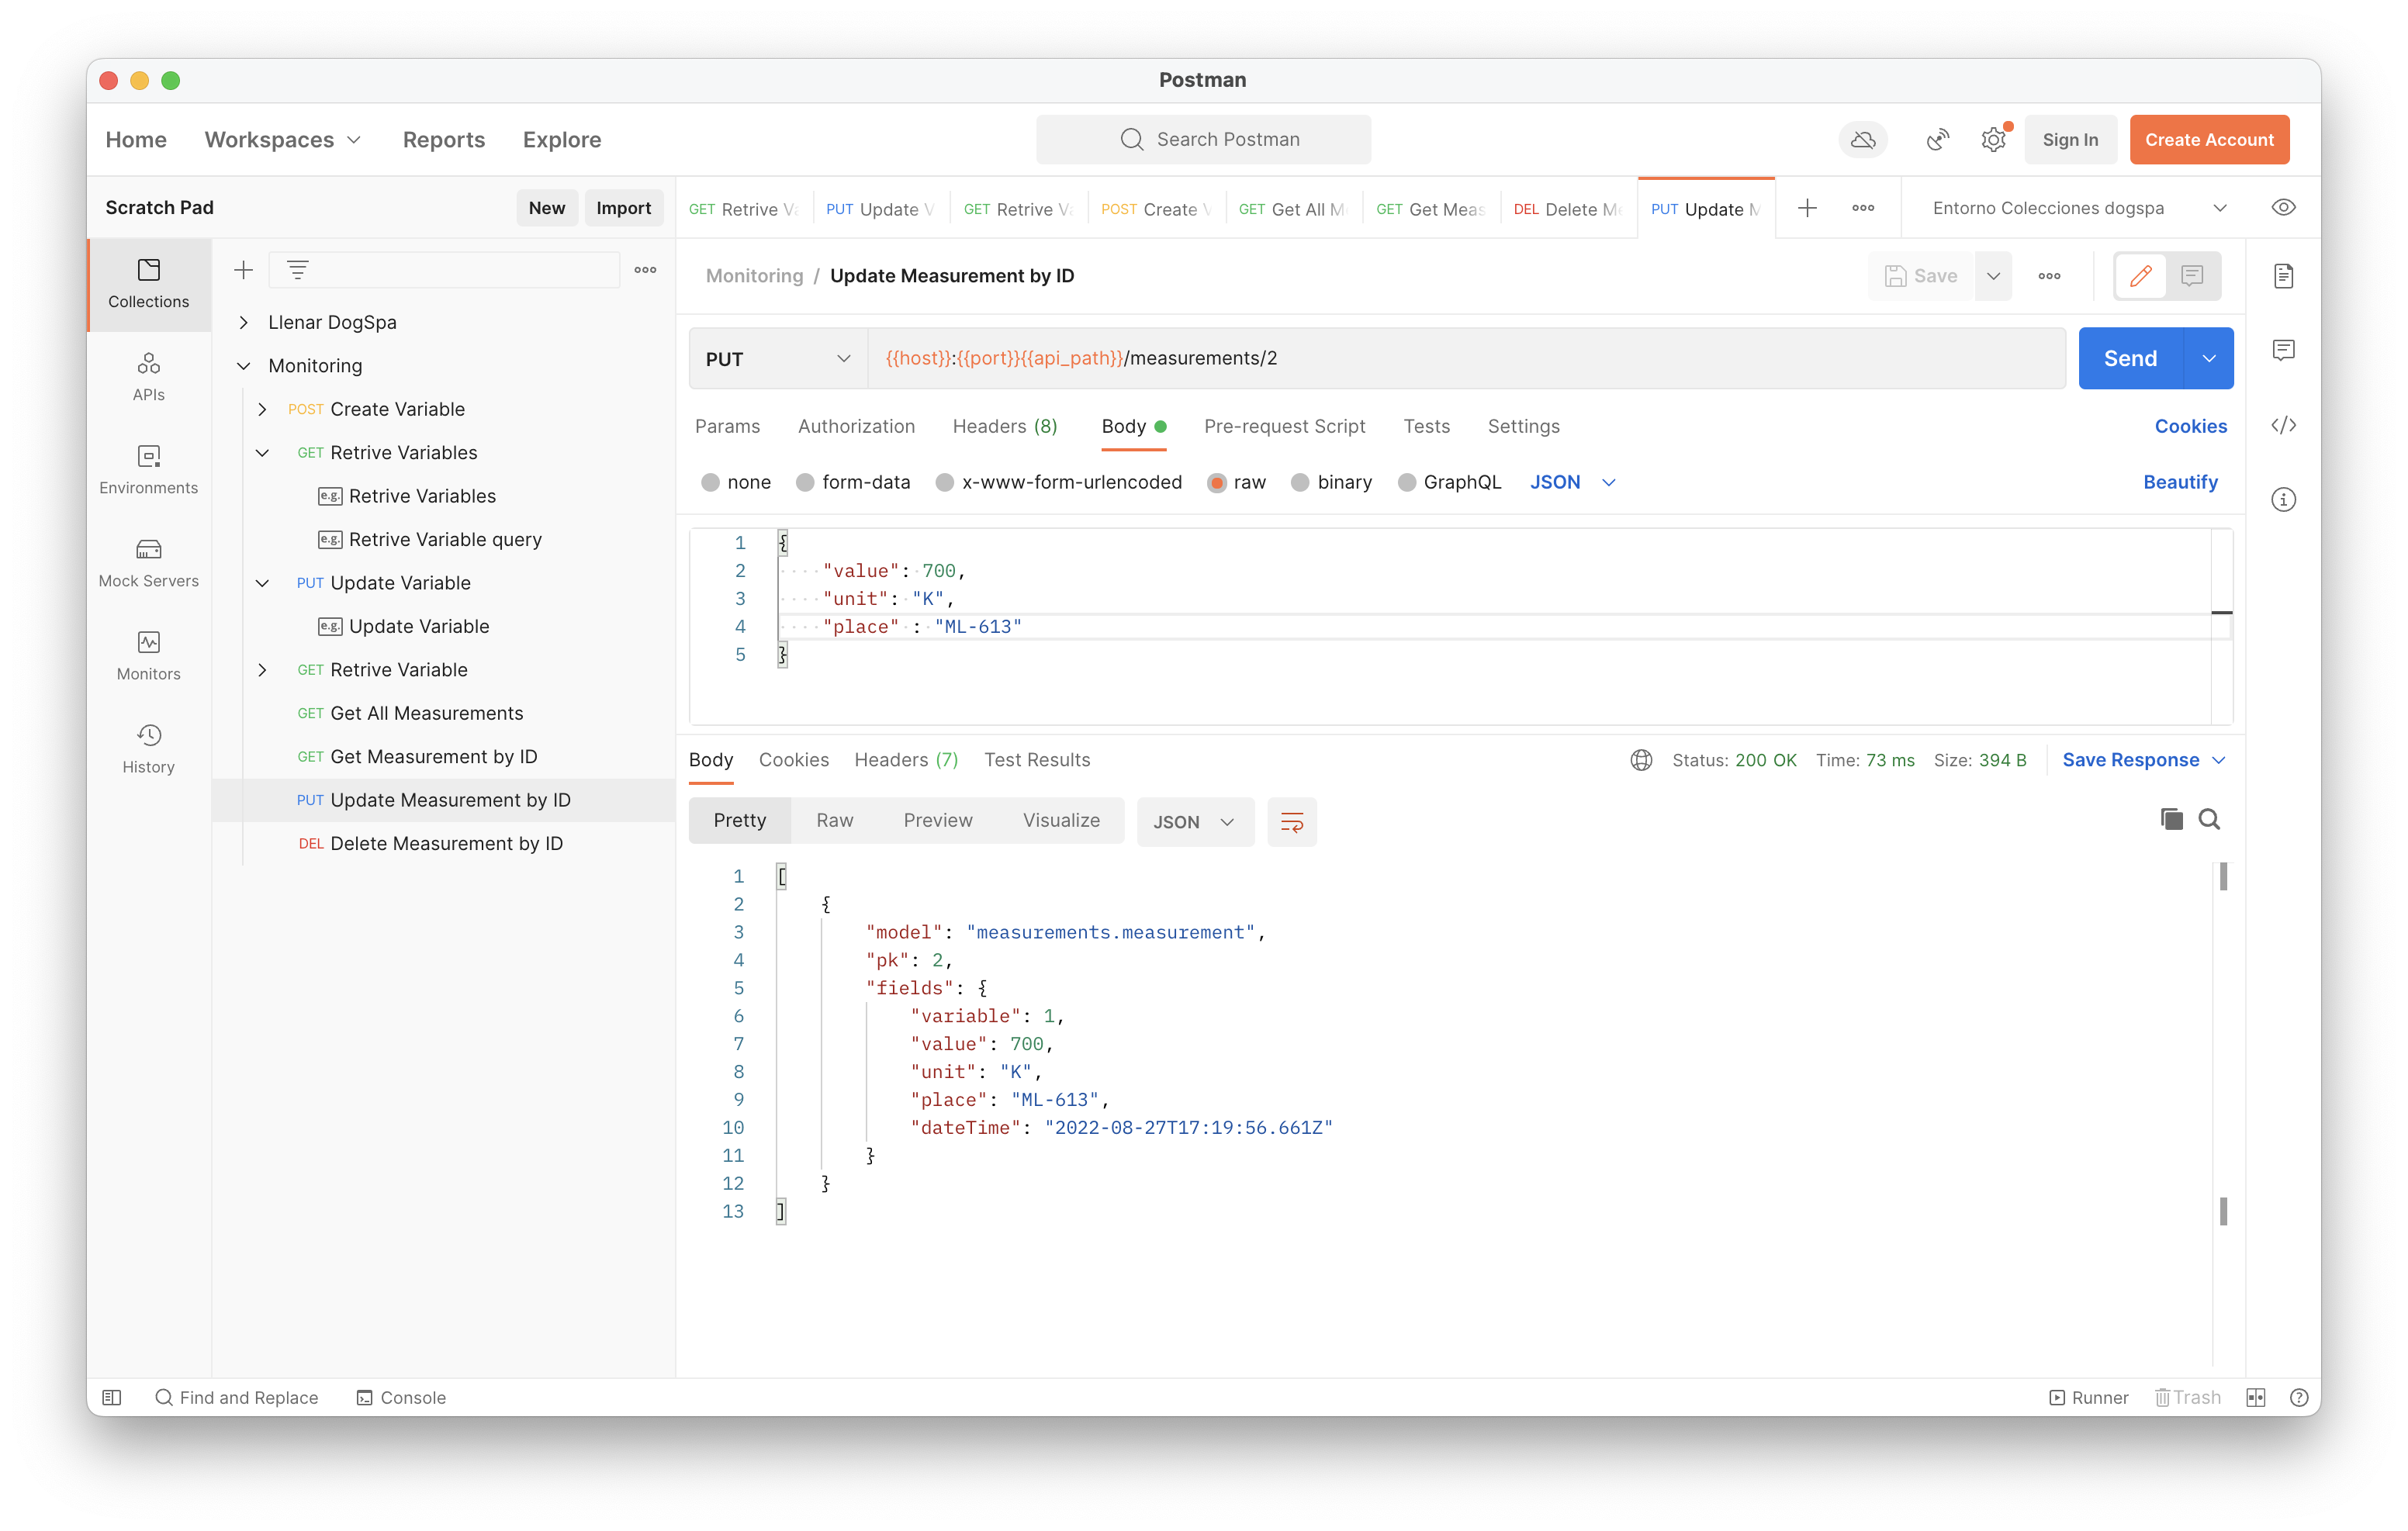 Postman
Home Workspaces Reports Explore Search Postman Sign In Create Account
Scratch Pad New Import
GET Retrive Va PUT Update V GET Retrive Va POST Create V GET Get All M GET Get Meas DEL Delete Me PUT Update M Entorno Colecciones dogspa
Collections
APIs
Environments
Mock Servers
Monitors
History
Llenar DogSpa
Monitoring
POST Create Variable
GET Retrive Variables
e.g. Retrive Variables
e.g. Retrive Variable query
PUT Update Variable
e.g. Update Variable
GET Retrive Variable
GET Get All Measurements
GET Get Measurement by ID
PUT Update Measurement by ID
DEL Delete Measurement by ID
Monitoring / Update Measurement by ID Save
PUT {{host}}:{{port}}{{api_path}}/measurements/2 Send
Params Authorization Headers (8) Body Pre-request Script Tests Settings Cookies
none form-data x-www-form-urlencoded raw binary GraphQL JSON Beautify
1 {
2 "value": 700,
3 "unit": "K",
4 "place" : "ML-613"
5 }
Body Cookies Headers (7) Test Results Status: 200 OK Time: 73 ms Size: 394 B Save Response
Pretty Raw Preview Visualize JSON
1 [
2 {
3 "model": "measurements.measurement",
4 "pk": 2,
5 "fields": {
6 "variable": 1,
7 "value": 700,
8 "unit": "K",
9 "place": "ML-613",
10 "dateTime": "2022-08-27T17:19:56.661Z"
11 }
12 }
13 ]
Find and Replace Console Runner Trash